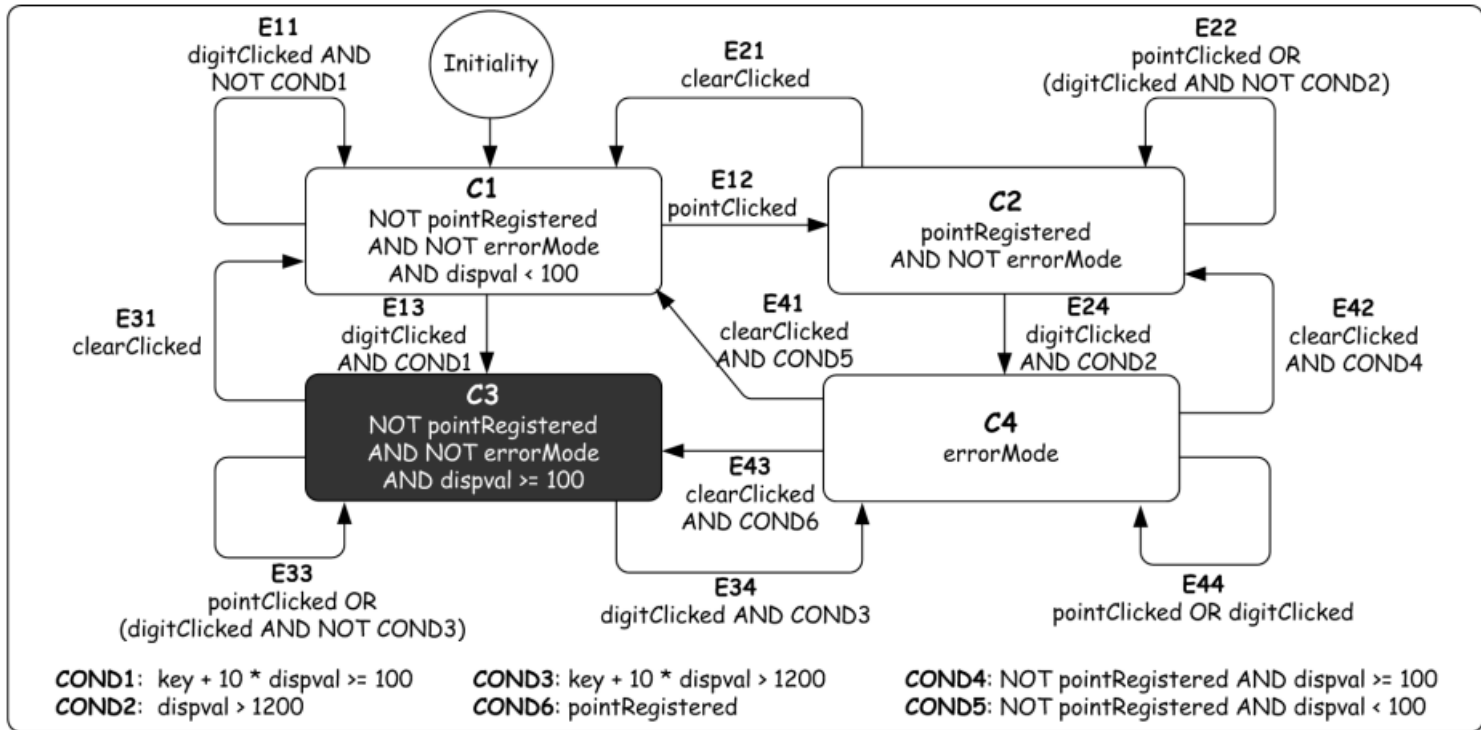 E11
digitClicked AND
NOT COND1
Initiality
E21
clearClicked
E22
pointClicked OR
(digitClicked AND NOT COND2)
C1
NOT pointRegistered
AND NOT errorMode
AND dispval < 100
E12
pointClicked
C2
pointRegistered
AND NOT errorMode
E31
clearClicked
E13
digitClicked
AND COND1
E41
clearClicked
AND COND5
E24
digitClicked
AND COND2
E42
clearClicked
AND COND4
C3
NOT pointRegistered
AND NOT errorMode
AND dispval >= 100
C4
errorMode
E43
clearClicked
AND COND6
E33
pointClicked OR
(digitClicked AND NOT COND3)
E34
digitClicked AND COND3
E44
pointClicked OR digitClicked
COND1: key + 10 * dispval >= 100
COND2: dispval > 1200
COND3: key + 10 * dispval > 1200
COND6: pointRegistered
COND4: NOT pointRegistered AND dispval >= 100
COND5: NOT pointRegistered AND dispval < 100